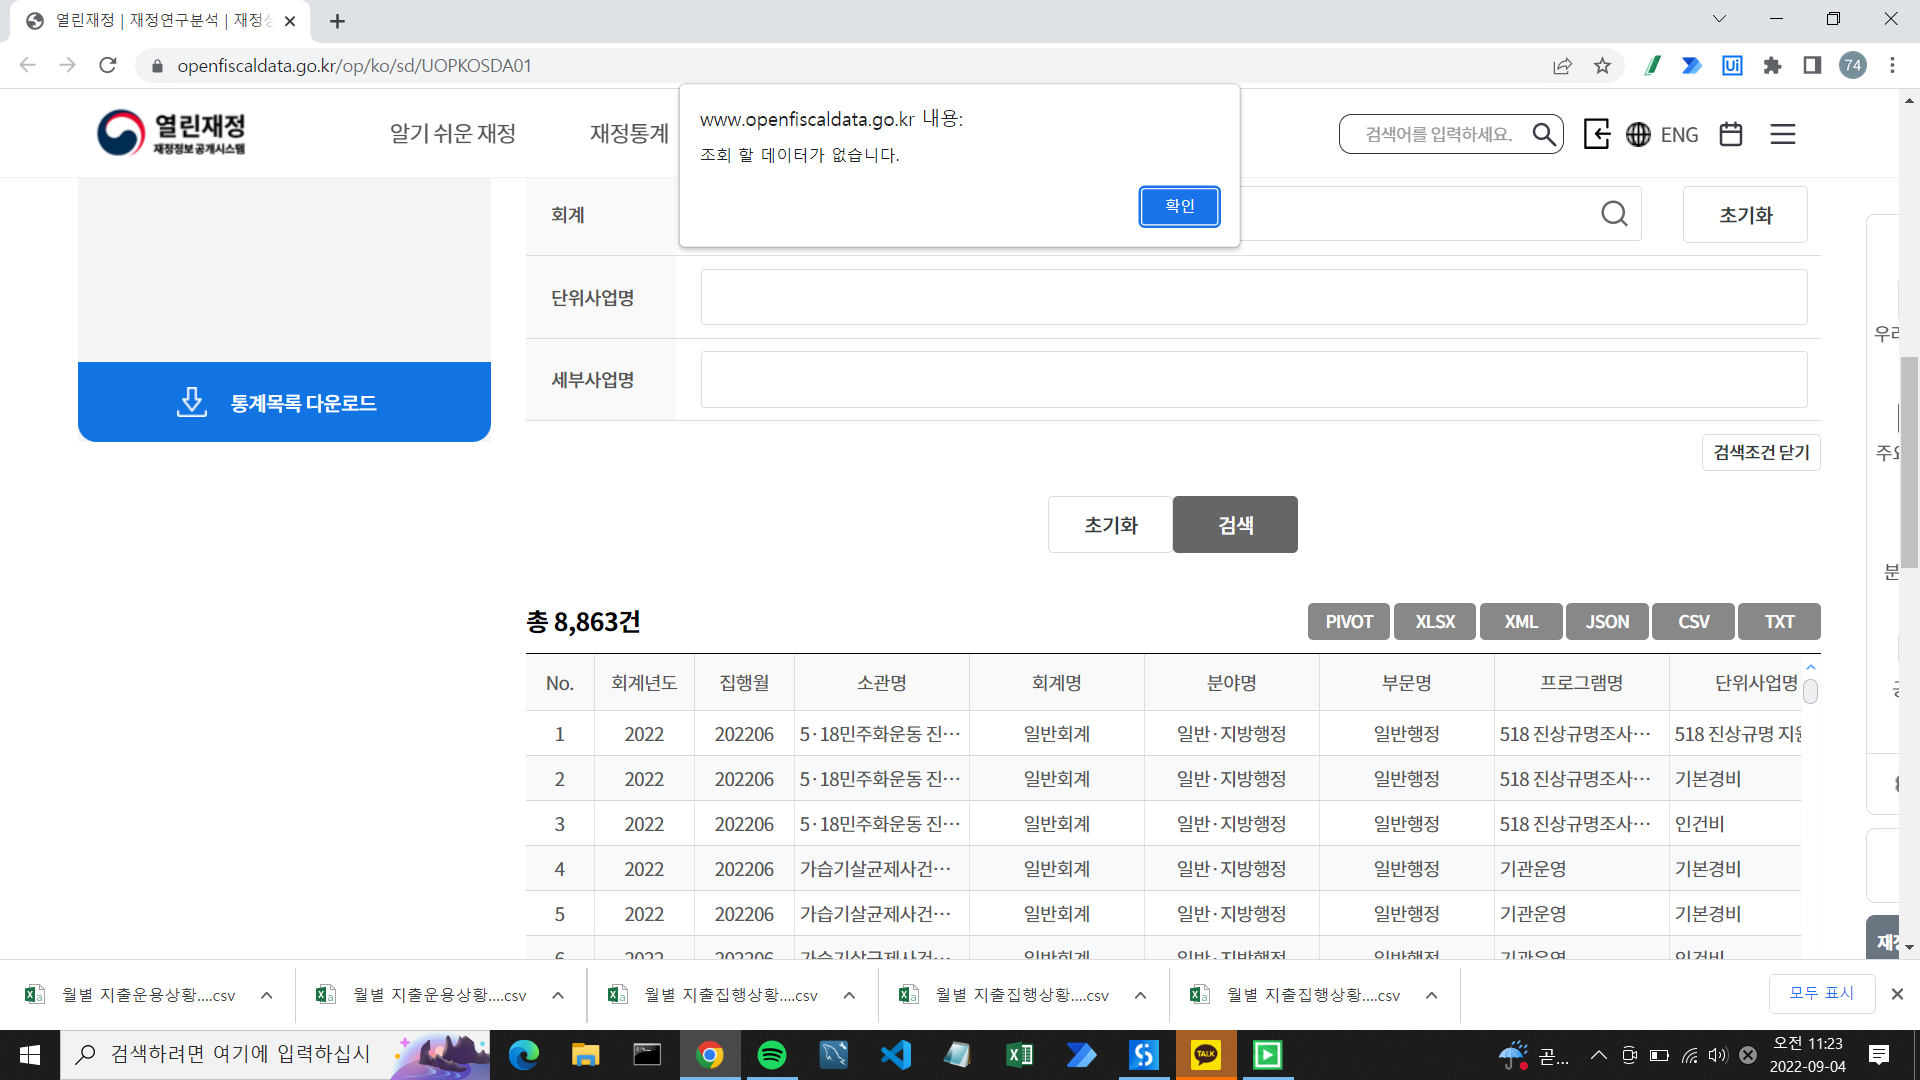 열린재정 | 재정연구분석 | 재정상
openfiscaldata.go.kr/op/ko/sd/UOPKOSDA01
Ui
74
열린재정
재정정보공개시스템
알기 쉬운 재정
재정통계
www.openfiscaldata.go.kr 내용:
조회 할 데이터가 없습니다.
확인
검색어를 입력하세요.
ENG
회계
초기화
단위사업명
세부사업명
통계목록 다운로드
검색조건 닫기
초기화
검색
총 8,863건
PIVOT XLSX XML JSON CSV TXT
No. 회계년도 집행월 소관명 회계명 분야명 부문명 프로그램명 단위사업명
1 2022 202206 5·18민주화운동 진··· 일반회계 일반·지방행정 일반행정 518 진상규명조사··· 518 진상규명 지원
2 2022 202206 5·18민주화운동 진··· 일반회계 일반·지방행정 일반행정 518 진상규명조사··· 기본경비
3 2022 202206 5·18민주화운동 진··· 일반회계 일반·지방행정 일반행정 518 진상규명조사··· 인건비
4 2022 202206 가습기살균제사건··· 일반회계 일반·지방행정 일반행정 기관운영 기본경비
5 2022 202206 가습기살균제사건··· 일반회계 일반·지방행정 일반행정 기관운영 기본경비
6 2022 202206 가습기살균제사건··· 일반회계 일반·지방행정 일반행정 기관운영 인건비
우리
주요
분
재정
월별 지출운용상황....csv
월별 지출운용상황....csv
월별 지출집행상황....csv
월별 지출집행상황....csv
월별 지출집행상황....csv
모두 표시
검색하려면 여기에 입력하십시
TALK
곧...
오전 11:23
2022-09-04